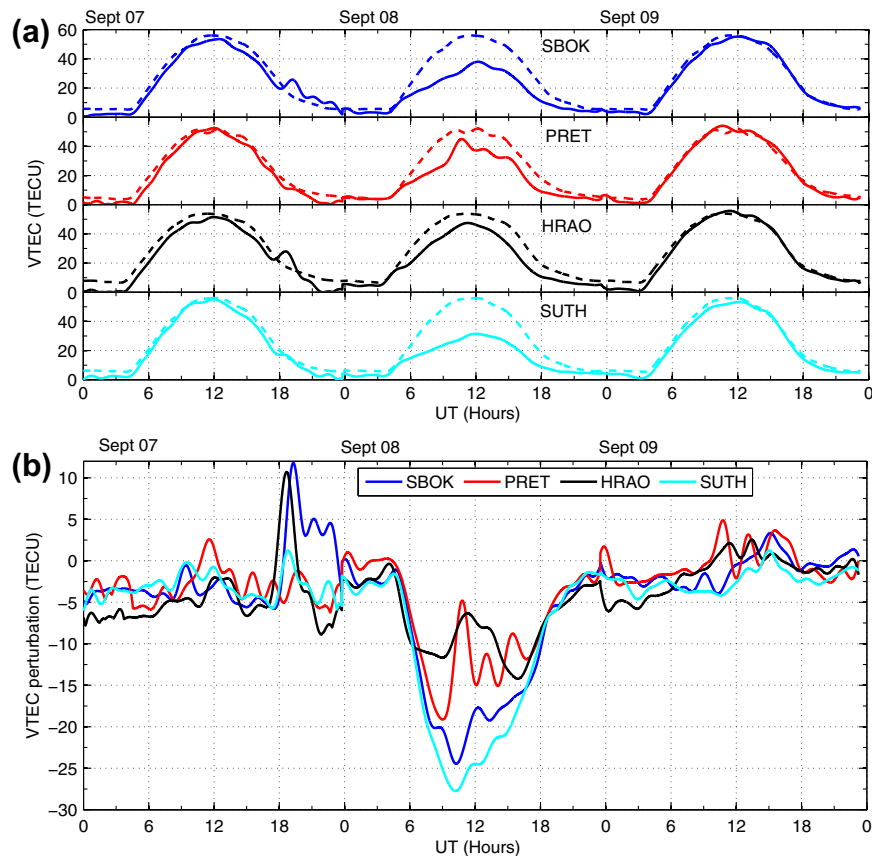 (a)
Sept 07 Sept 08 Sept 09
60
40
20
0
SBOK
40
20
0
PRET
40
20
0
HRAO
40
20
0
SUTH
VTEC (TECU)
0 6 12 18 0 6 12 18 0 6 12 18 0
UT (Hours)
(b)
Sept 07 Sept 08 Sept 09
SBOK PRET HRAO SUTH
10
5
0
−5
−10
−15
−20
−25
−30
VTEC perturbation (TECU)
0 6 12 18 0 6 12 18 0 6 12 18 0
UT (Hours)